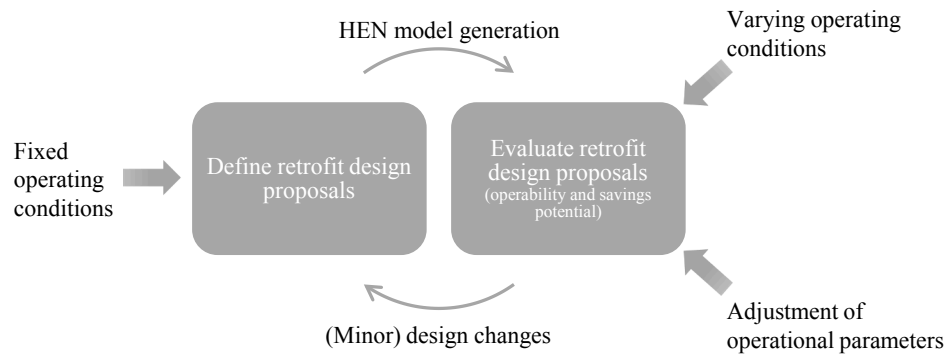 HEN model generation
Varying operating
conditions
Fixed
operating
conditions
Define retrofit design
proposals
Evaluate retrofit
design proposals
(operability and savings
potential)
(Minor) design changes
Adjustment of
operational parameters